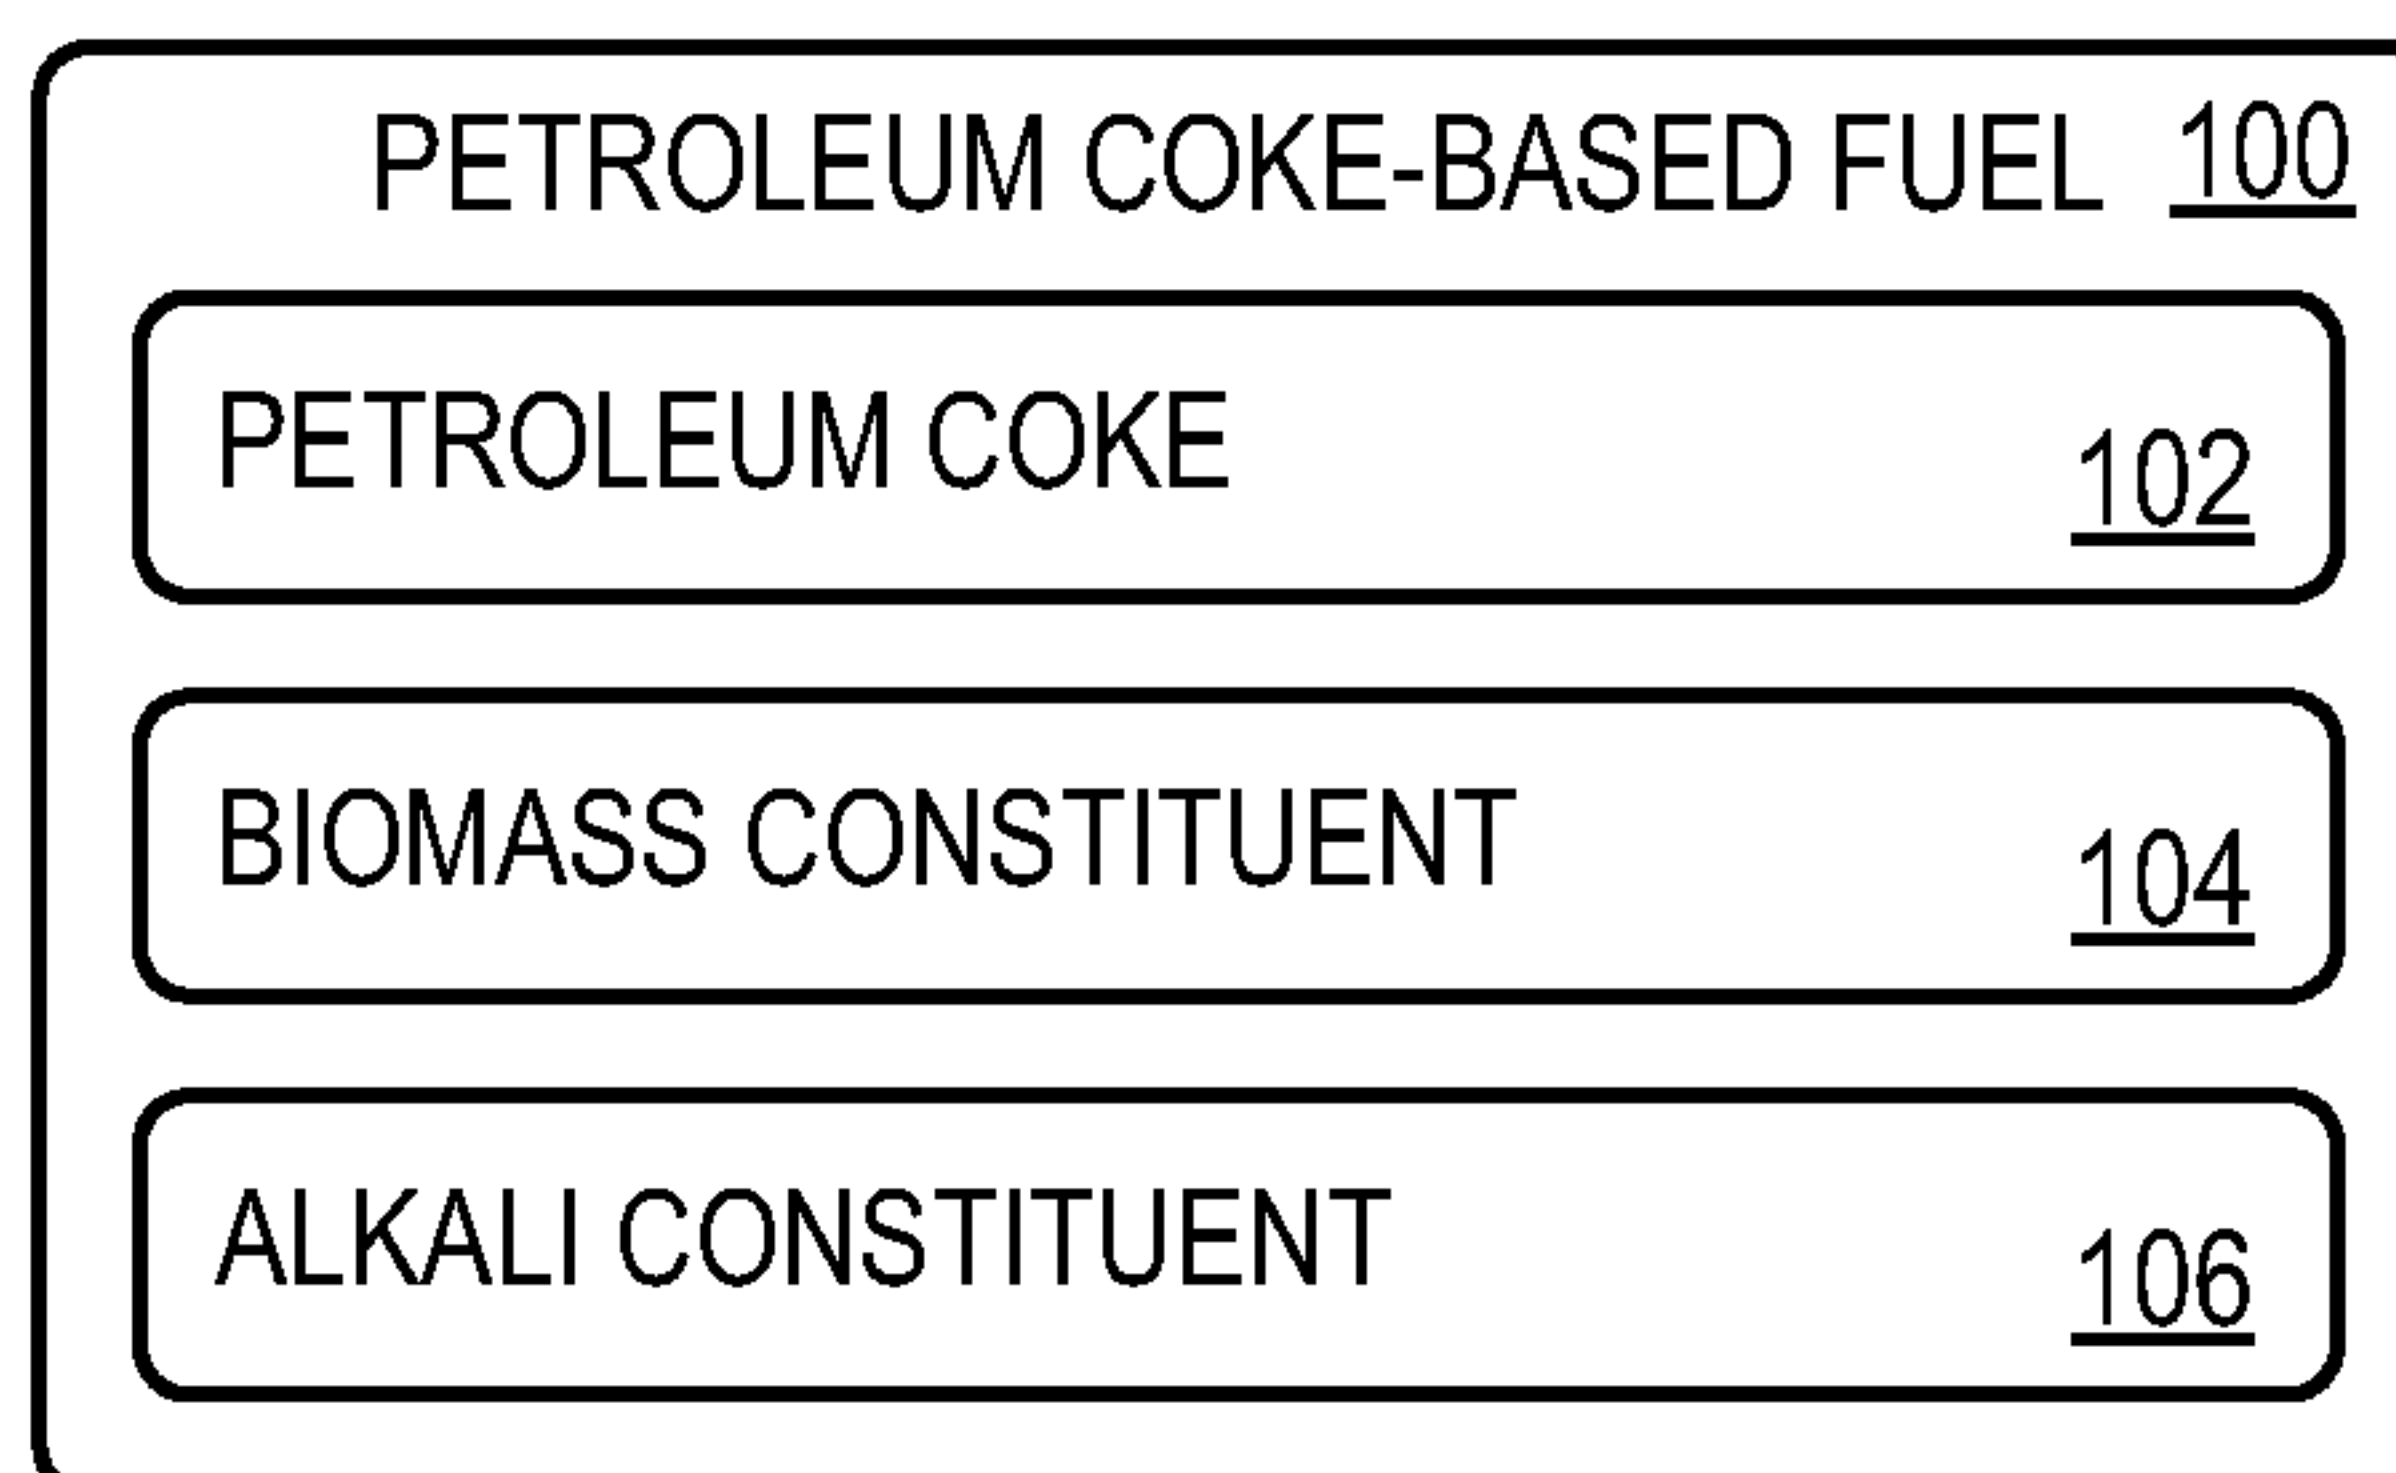 PETROLEUM COKE-BASED FUEL 100
PETROLEUM COKE
102
BIOMASS CONSTITUENT
104
ALKALI CONSTITUENT
106